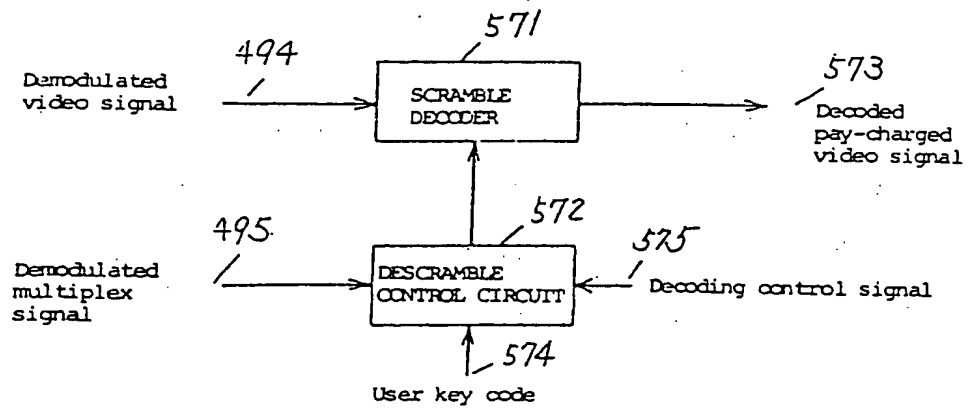 571
494
573
Demodulated
video signal
SCRAMBLE
DECODER
Decoded
pay-charged
video signal
572
495
575
Demodulated
multiplex
signal
DESCRAMBLE
CONTROL CIRCUIT
Decoding control signal
574
User key code